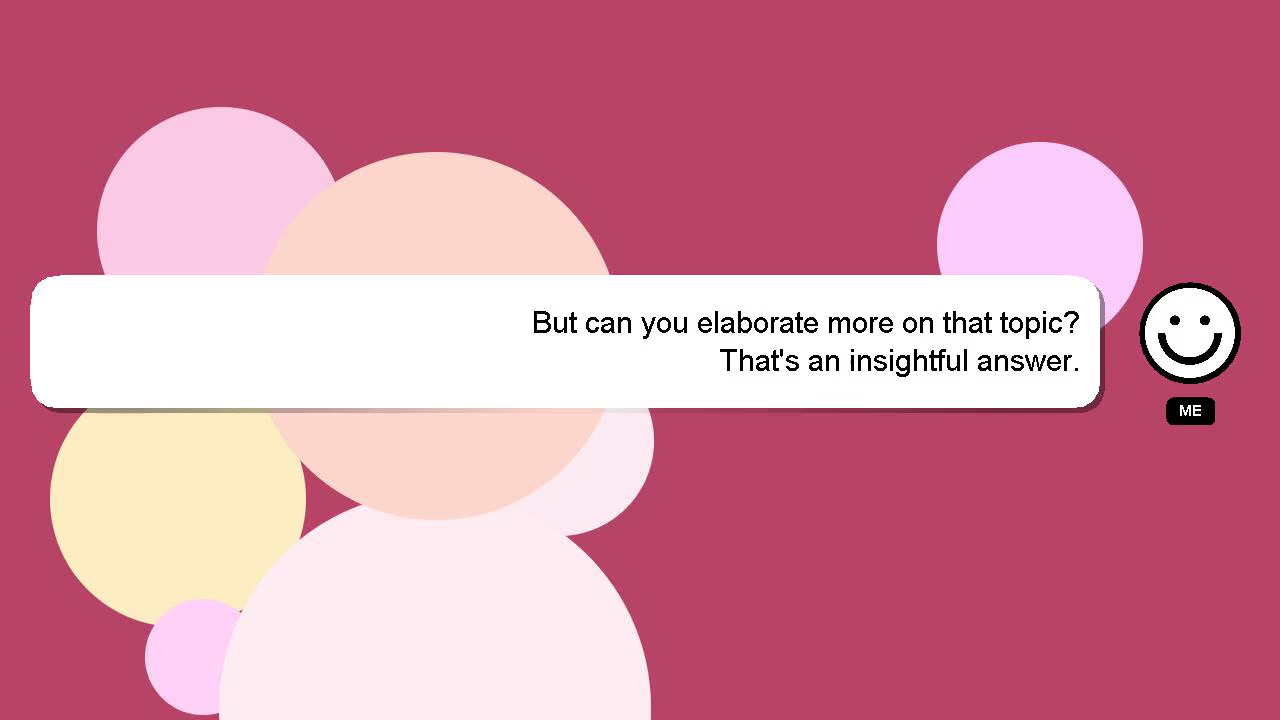 But can you elaborate more on that topic?
That's an insightful answer.
ME